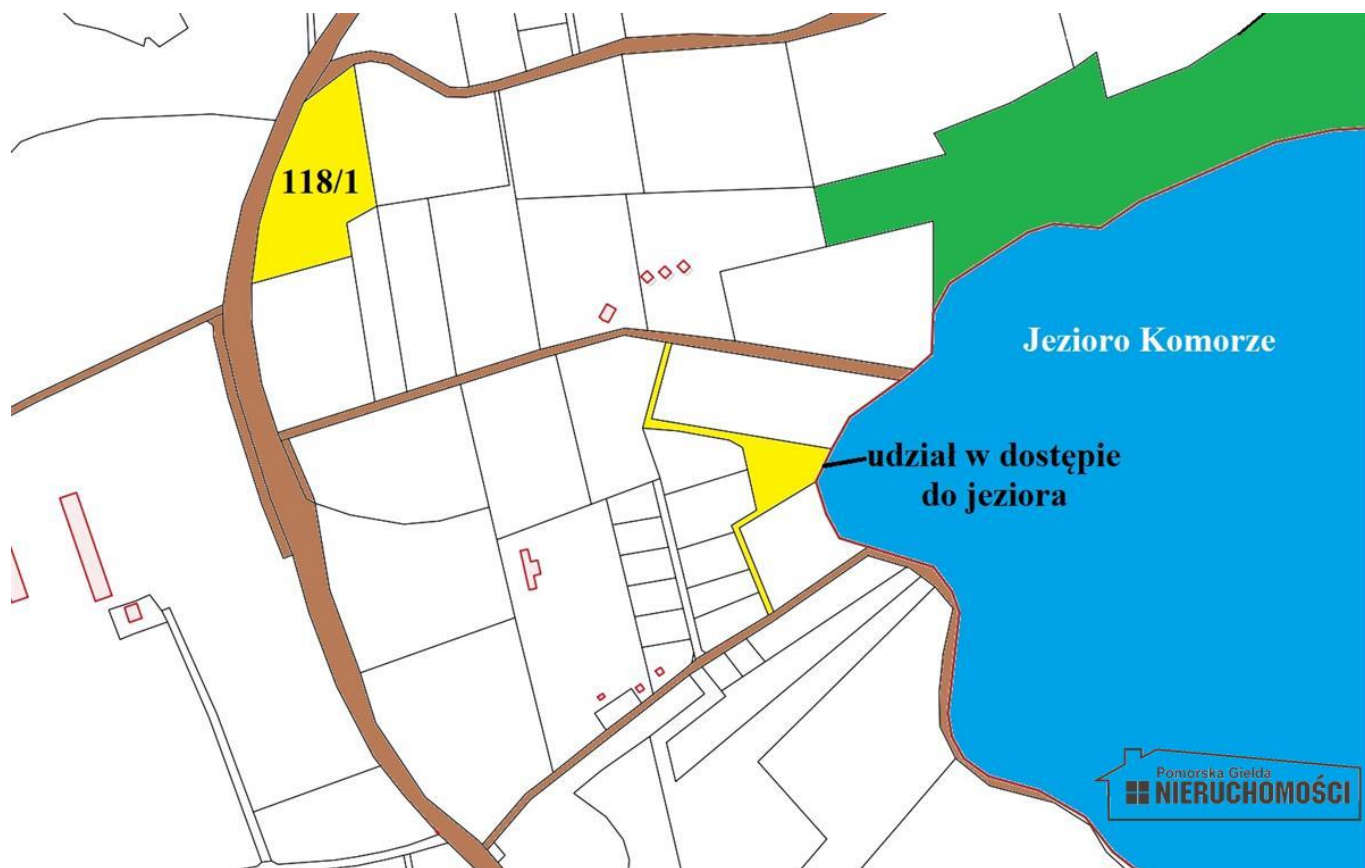 118/1
Jezioro Komorze
udział w dostępie
do jeziora
Pomorska Giełda
NIERUCHOMOŚCI